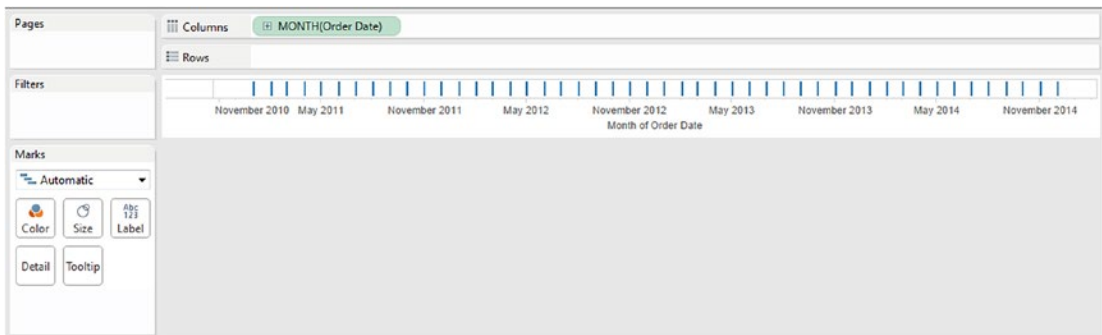 Pages
Columns
MONTH(Order Date)
Rows
Filters
November 2010 May 2011 November 2011 May 2012 November 2012 May 2013 November 2013 May 2014 November 2014
Month of Order Date
Marks
Automatic
Abc
123
Color Size Label
Detail Tooltip